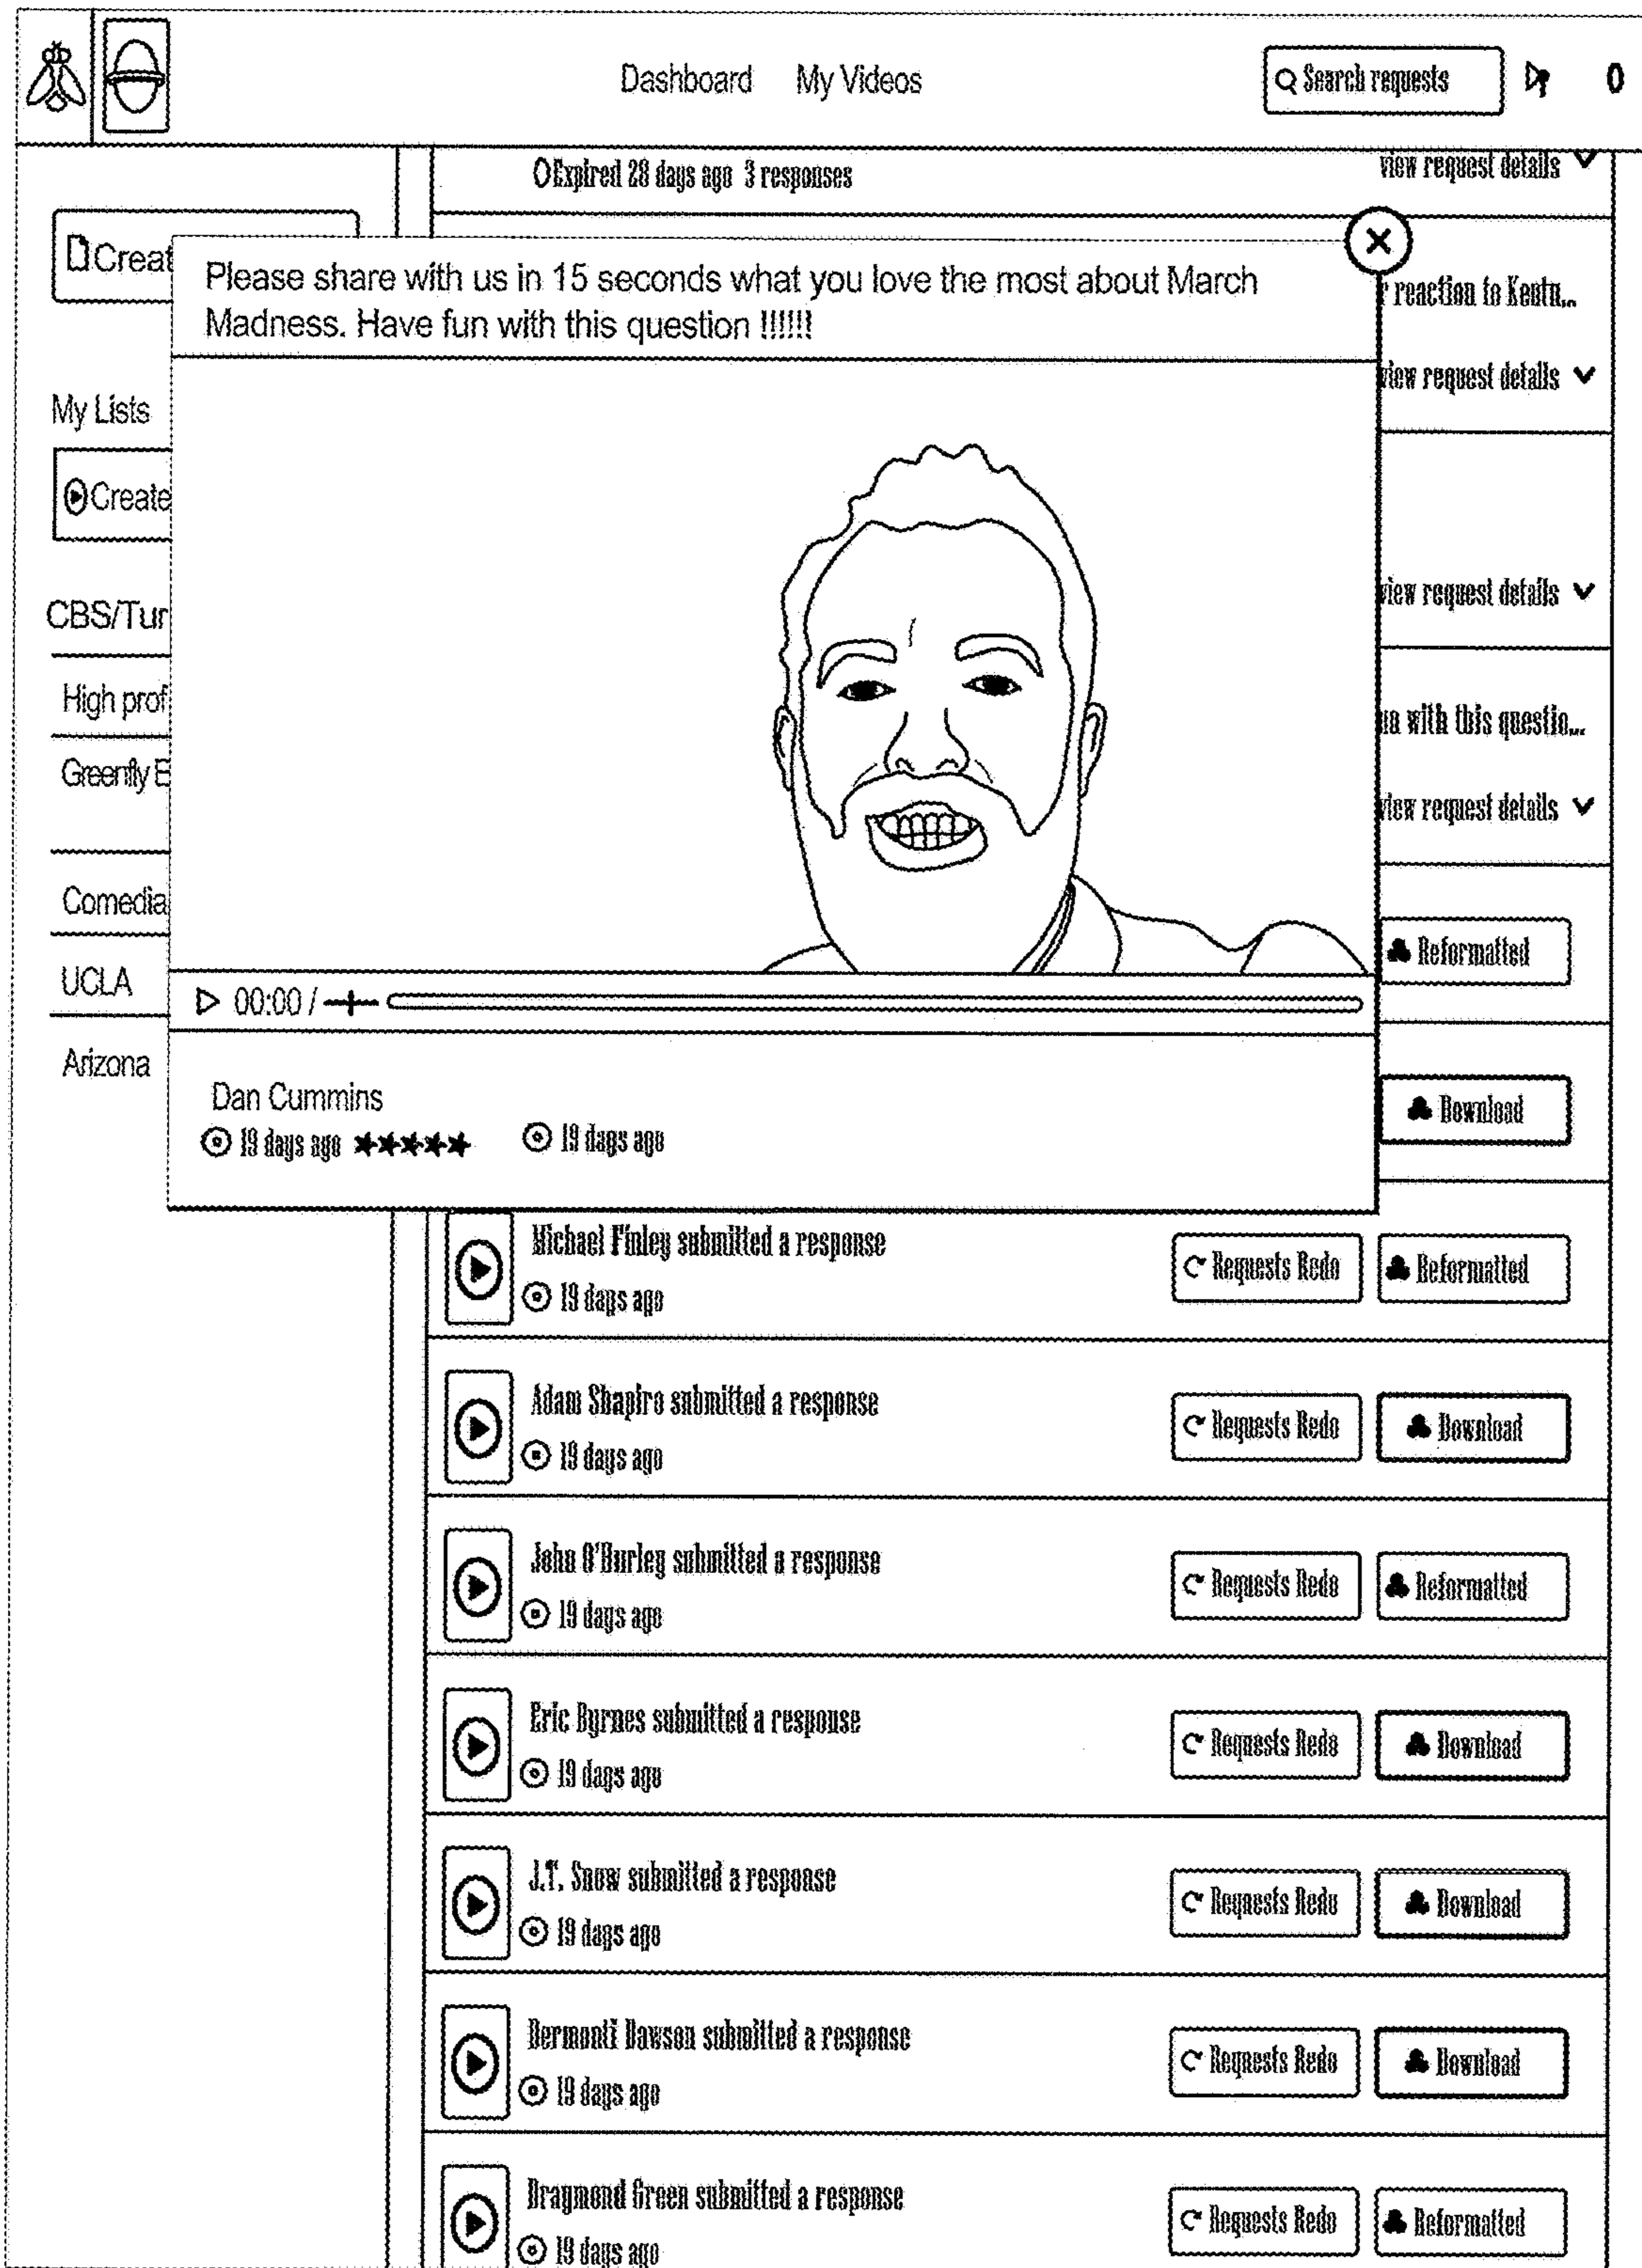 Dashboard My Videos Search requests 0
Expired 28 days ago 3 responses view request details
Creat
Please share with us in 15 seconds what you love the most about March
Madness. Have fun with this question !!!!!!
r reaction to Kentu...
view request details
My Lists
Create
view request details
CBS/Tur
High prof
with this questio...
Greenfly E
view request details
Comedia
Reformatted
UCLA
00:00 /
Arizona
Download
Dan Cummins
19 days ago ★★★★★ 19 days ago
Michael Finley submitted a response
Requests Redo Reformatted
19 days ago
Adam Shapiro submitted a response
Requests Redo Download
19 days ago
John O'Hurley submitted a response
Requests Redo Reformatted
19 days ago
Eric Byrnes submitted a response
Requests Redo Download
19 days ago
J.T. Snow submitted a response
Requests Redo Download
19 days ago
Dermonti Dawson submitted a response
Requests Redo Download
19 days ago
Draymond Green submitted a response
Requests Redo Reformatted
19 days ago